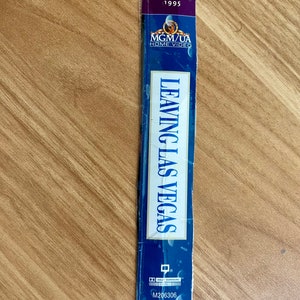 1995
MGM/UA
HOME VIDEO
LEAVING LAS VEGAS
M206306